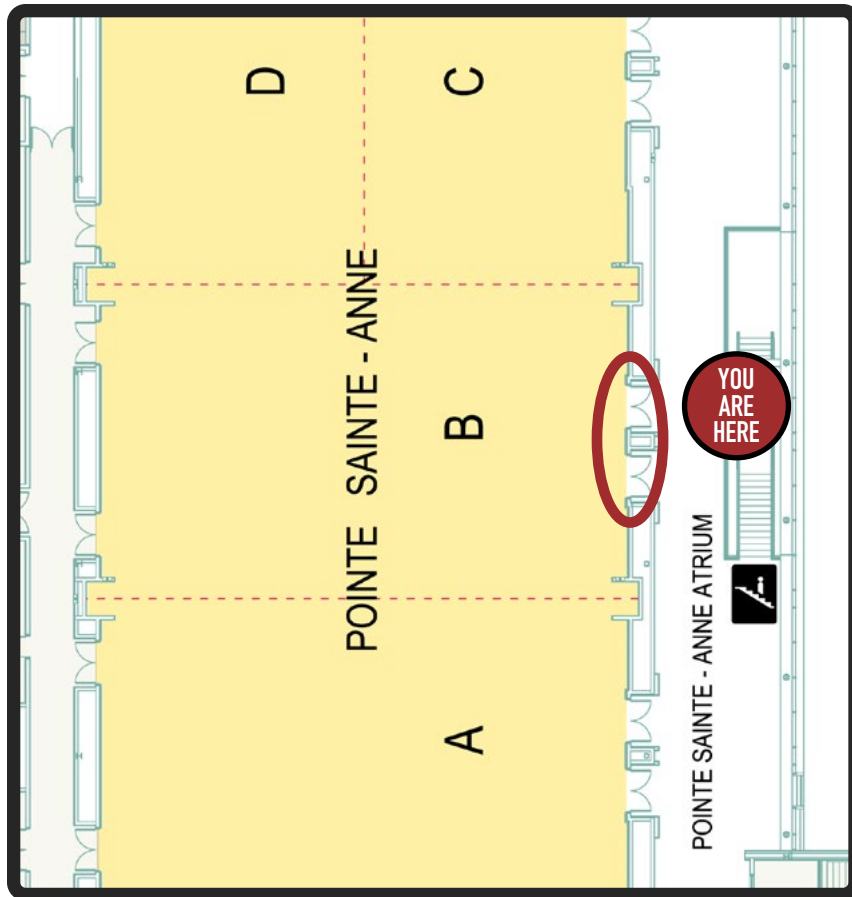 D
C
POINTE SAINTE - ANNE
B
YOU
ARE
HERE
A
POINTE SAINTE - ANNE ATRIUM